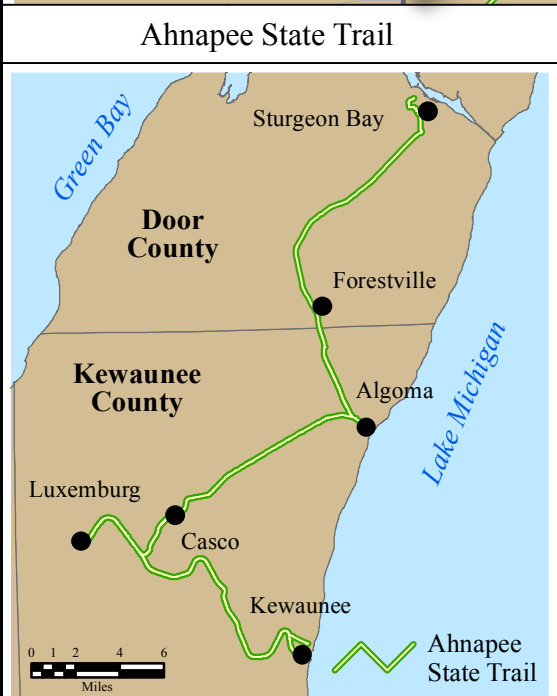 Ahnapee State Trail
Green Bay
Sturgeon Bay
Door
County
Forestville
Kewaunee
County
Algoma
Lake Michigan
Luxemburg
Casco
Kewaunee
0 1 2 4 6
Miles
Ahnapee
State Trail